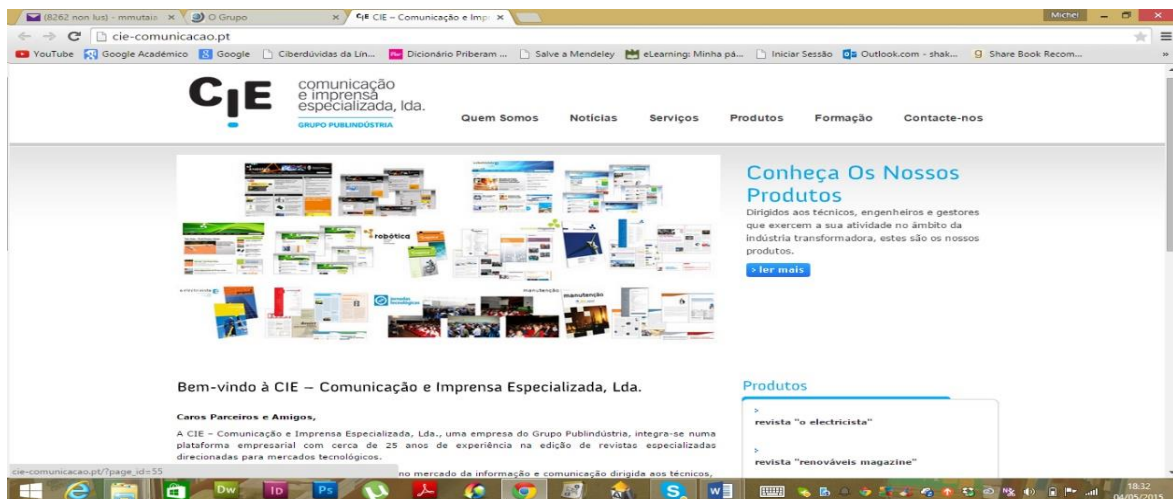 (8262 non lus) - mmutaia
O Grupo
CIE – Comunicação e Impr
Michel
cie-comunicacao.pt
YouTube Google Académico Google Ciberdúvidas da Lín... Dicionário Priberam ... Salve a Mendeley eLearning: Minha pá... Iniciar Sessão Outlook.com - shak... Share Book Recom... »
CIE
comunicação
e imprensa
especializada, lda.
GRUPO PUBLINDÚSTRIA
Quem Somos Notícias Serviços Produtos Formação Contacte-nos
robótica
manutenção
manutenção
Conheça Os Nossos
Produtos
Dirigidos aos técnicos, engenheiros e gestores
que exercem a sua atividade no âmbito da
indústria transformadora, estes são os nossos
produtos.
> ler mais
Bem-vindo à CIE – Comunicação e Imprensa Especializada, Lda.
Caros Parceiros e Amigos,
A CIE – Comunicação e Imprensa Especializada, Lda., uma empresa do Grupo Publindústria, integra-se numa
plataforma empresarial com cerca de 25 anos de experiência na edição de revistas especializadas
direcionadas para mercados tecnológicos.
no mercado da informação e comunicação dirigida aos técnicos,
Produtos
>
revista "o electricista"
>
revista "renováveis magazine"
cie-comunicacao.pt/?page_id=55
Dw ID Ps
18:32